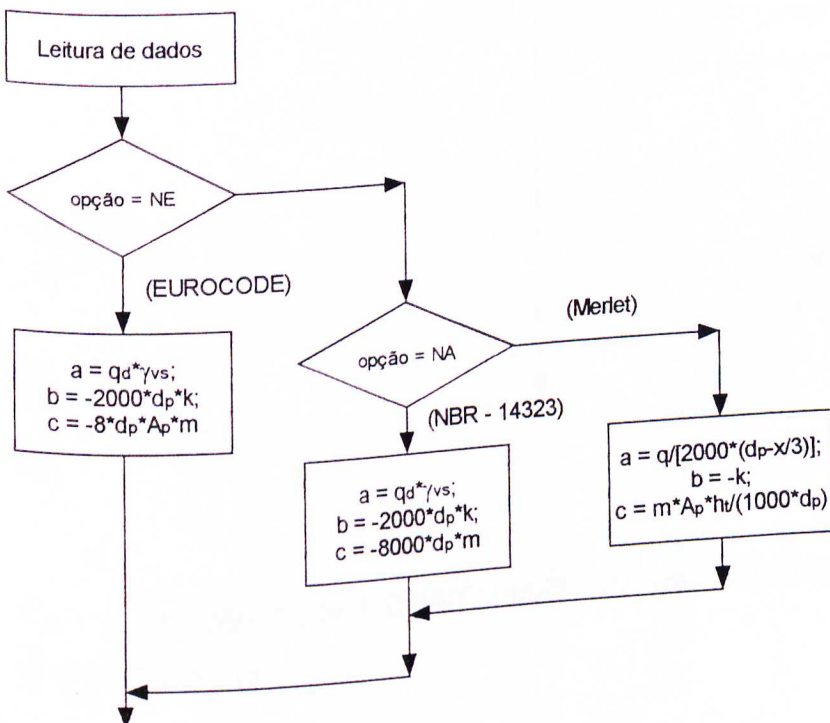 Leitura de dados
opção = NE
(EUROCODE)
a = qd*γvs;
b = -2000*dp*k;
c = -8*dp*Ap*m
opção = NA
(Merlet)
(NBR - 14323)
a = qd*γvs;
b = -2000*dp*k;
c = -8000*dp*m
a = q/[2000*(dp-x/3)];
b = -k;
c = m*Ap*ht/(1000*dp)